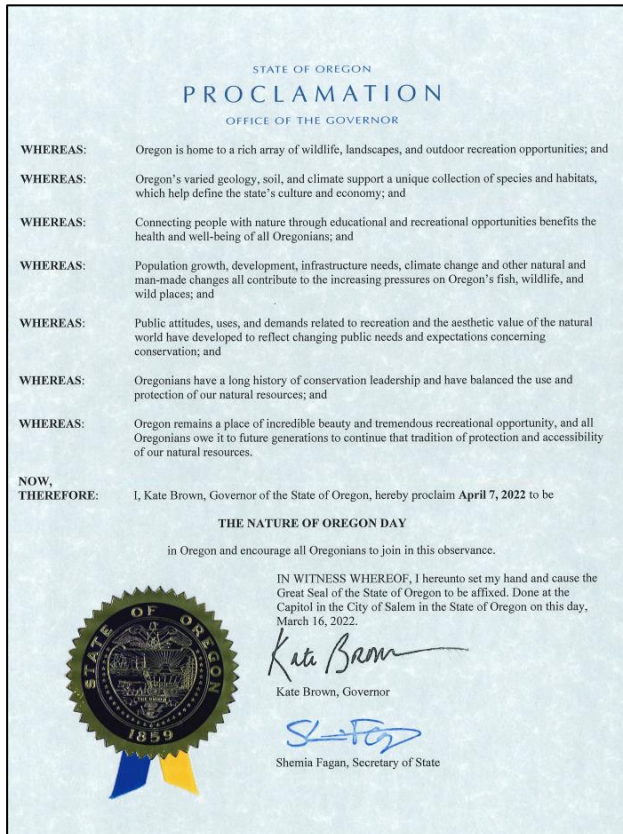 STATE OF OREGON
PROCLAMATION
OFFICE OF THE GOVERNOR
WHEREAS: Oregon is home to a rich array of wildlife, landscapes, and outdoor recreation opportunities; and
WHEREAS: Oregon's varied geology, soil, and climate support a unique collection of species and habitats,
which help define the state's culture and economy; and
WHEREAS: Connecting people with nature through educational and recreational opportunities benefits the
health and well-being of all Oregonians; and
WHEREAS: Population growth, development, infrastructure needs, climate change and other natural and
man-made changes all contribute to the increasing pressures on Oregon's fish, wildlife, and
wild places; and
WHEREAS: Public attitudes, uses, and demands related to recreation and the aesthetic value of the natural
world have developed to reflect changing public needs and expectations concerning
conservation; and
WHEREAS: Oregonians have a long history of conservation leadership and have balanced the use and
protection of our natural resources; and
WHEREAS: Oregon remains a place of incredible beauty and tremendous recreational opportunity, and all
Oregonians owe it to future generations to continue that tradition of protection and accessibility
of our natural resources.
NOW,
THEREFORE: I, Kate Brown, Governor of the State of Oregon, hereby proclaim April 7, 2022 to be
THE NATURE OF OREGON DAY
in Oregon and encourage all Oregonians to join in this observance.
IN WITNESS WHEREOF, I hereunto set my hand and cause the
Great Seal of the State of Oregon to be affixed. Done at the
Capitol in the City of Salem in the State of Oregon on this day,
March 16, 2022.
Kate Brown
Kate Brown, Governor
Shemia Fagan, Secretary of State
STATE OF OREGON
1859